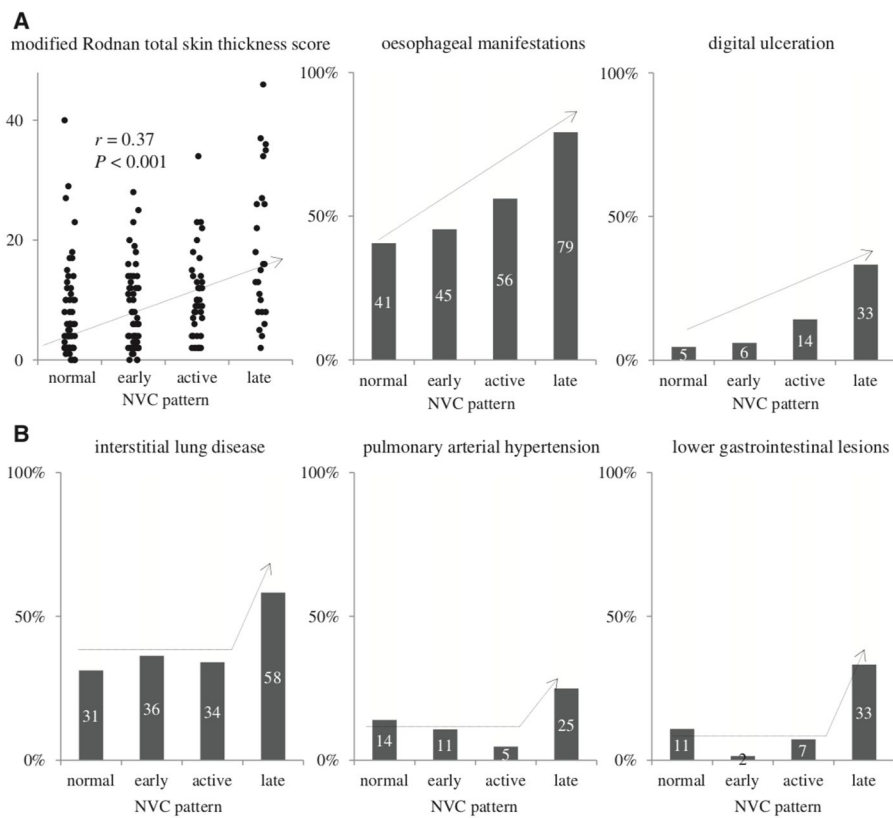 A
modified Rodnan total skin thickness score
40
20
0
r = 0.37
P < 0.001
normal early active late
NVC pattern
oesophageal manifestations
100%
50%
0%
41 45 56 79
normal early active late
NVC pattern
digital ulceration
100%
50%
0%
5 6 14 33
normal early active late
NVC pattern
B
interstitial lung disease
100%
50%
0%
31 36 34 58
normal early active late
NVC pattern
pulmonary arterial hypertension
100%
50%
0%
14 11 5 25
normal early active late
NVC pattern
lower gastrointestinal lesions
100%
50%
0%
11 2 7 33
normal early active late
NVC pattern